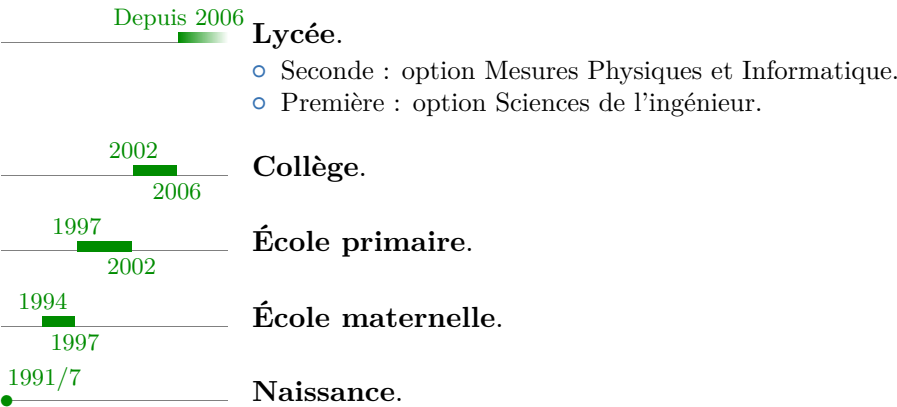 Depuis 2006
Lycée.
Seconde : option Mesures Physiques et Informatique.
Première : option Sciences de l'ingénieur.
2002
Collège.
2006
1997
École primaire.
2002
1994
École maternelle.
1997
1991/7
Naissance.